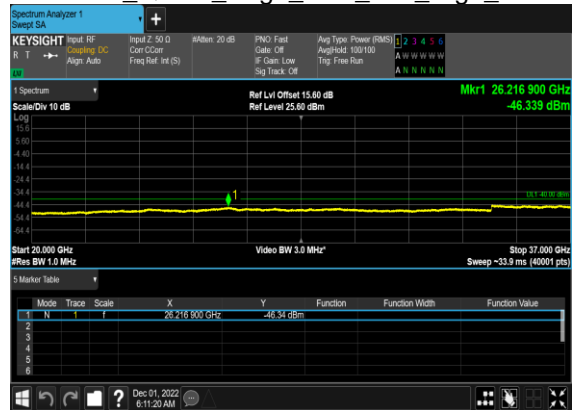 Spectrum Analyzer 1
Swept SA
KEYSIGHT Input: RF Input Z: 50 Ω #Atten: 20 dB PNO: Fast Avg Type: Power (RMS) 1 2 3 4 5 6
R T Coupling: DC Corr CCorr Gate: Off Avg|Hold: 100/100 A W W W W W
Align: Auto Freq Ref: Int (S) IF Gain: Low Trig: Free Run
Sig Track: Off A N N N N N
1 Spectrum Ref Lvl Offset 15.60 dB Mkr1 26.216 900 GHz
Scale/Div 10 dB Ref Level 25.60 dBm -46.339 dBm
Log
15.6
5.60
-4.40
-14.4
-24.4
-34.4 1 DL1 -40.00 dBm
-44.4
-54.4
-64.4
Start 20.000 GHz Video BW 3.0 MHz* Stop 37.000 GHz
#Res BW 1.0 MHz Sweep ~33.9 ms (40001 pts)
5 Marker Table
Mode Trace Scale X Y Function Function Width Function Value
1 N 1 f 26.216 900 GHz -46.34 dBm
2
3
4
5
6
? Dec 01, 2022
6:11:20 AM